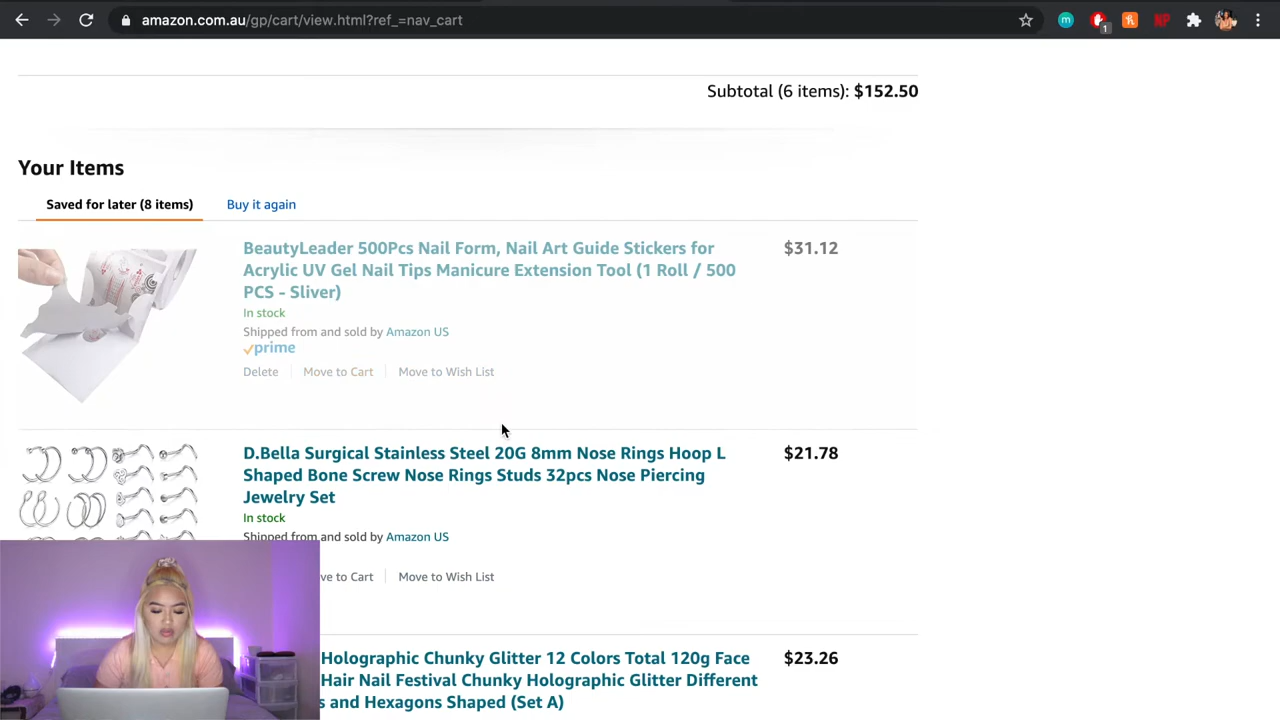 amazon.com.au/gp/cart/view.html?ref_=nav_cart
m
1
h
NP
Subtotal (6 items): $152.50
Your Items
Saved for later (8 items)
Buy it again
BeautyLeader 500Pcs Nail Form, Nail Art Guide Stickers for
Acrylic UV Gel Nail Tips Manicure Extension Tool (1 Roll / 500
PCS - Sliver)
$31.12
In stock
Shipped from and sold by Amazon US
prime
Delete
Move to Cart
Move to Wish List
D.Bella Surgical Stainless Steel 20G 8mm Nose Rings Hoop L
Shaped Bone Screw Nose Rings Studs 32pcs Nose Piercing
Jewelry Set
$21.78
In stock
Shipped from and sold by Amazon US
ve to Cart
Move to Wish List
Holographic Chunky Glitter 12 Colors Total 120g Face
Hair Nail Festival Chunky Holographic Glitter Different
s and Hexagons Shaped (Set A)
$23.26